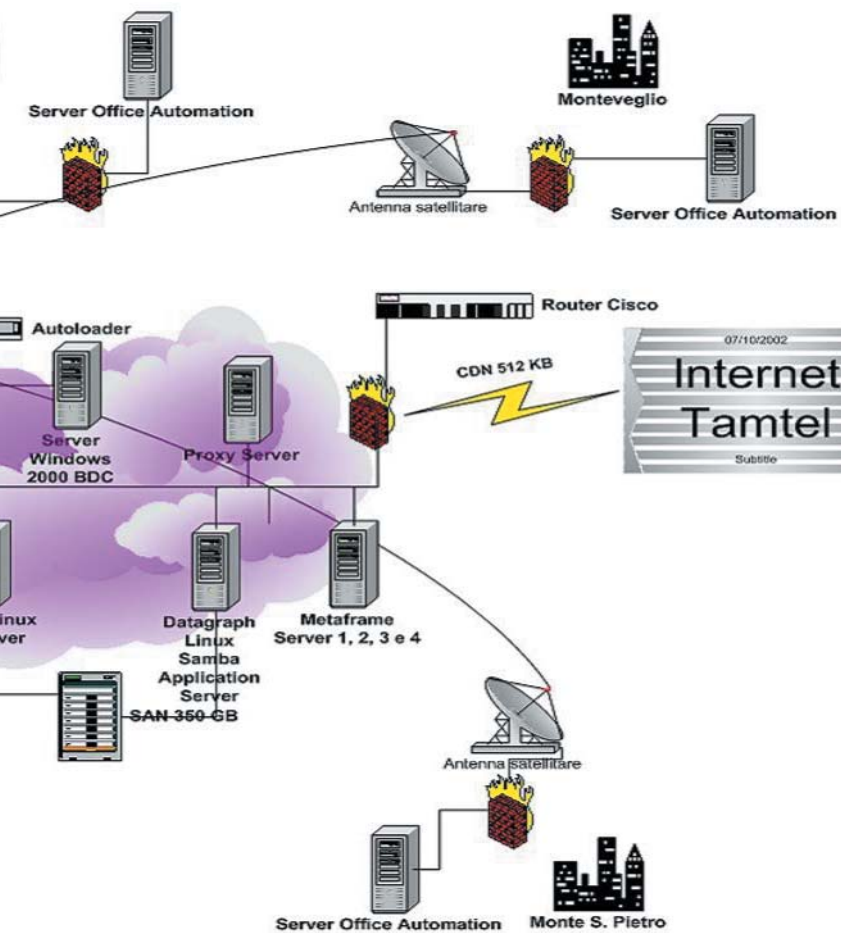 Server Office Automation
Monteveglio
Antenna satellitare
Server Office Automation
Router Cisco
Autoloader
CDN 512 KB
07/10/2002
Internet
Tamtel
Subtitle
Server
Windows
2000 BDC
Proxy Server
inux
ver
Datagraph
Linux
Samba
Application
Server
Metaframe
Server 1, 2, 3 e 4
SAN 350 GB
Antenna satellitare
Server Office Automation
Monte S. Pietro